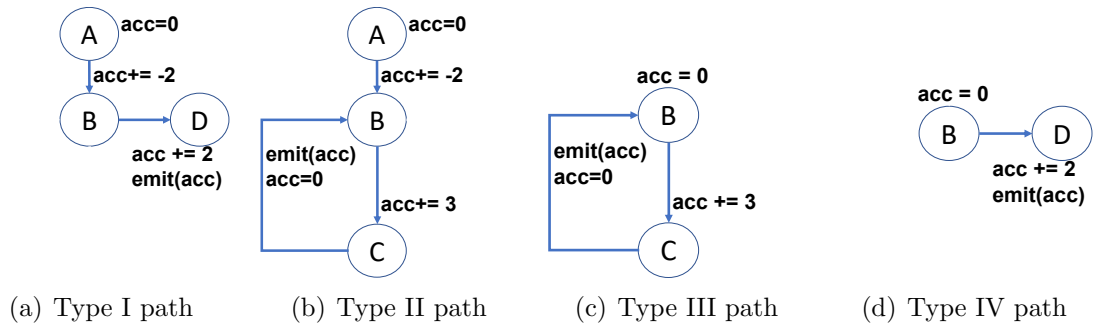 A acc=0
acc+= -2
B D
acc += 2
emit(acc)
(a) Type I path
A acc=0
acc+= -2
B
emit(acc)
acc=0
acc+= 3
C
(b) Type II path
acc = 0
B
emit(acc)
acc=0
acc += 3
C
(c) Type III path
acc = 0
B D
acc += 2
emit(acc)
(d) Type IV path